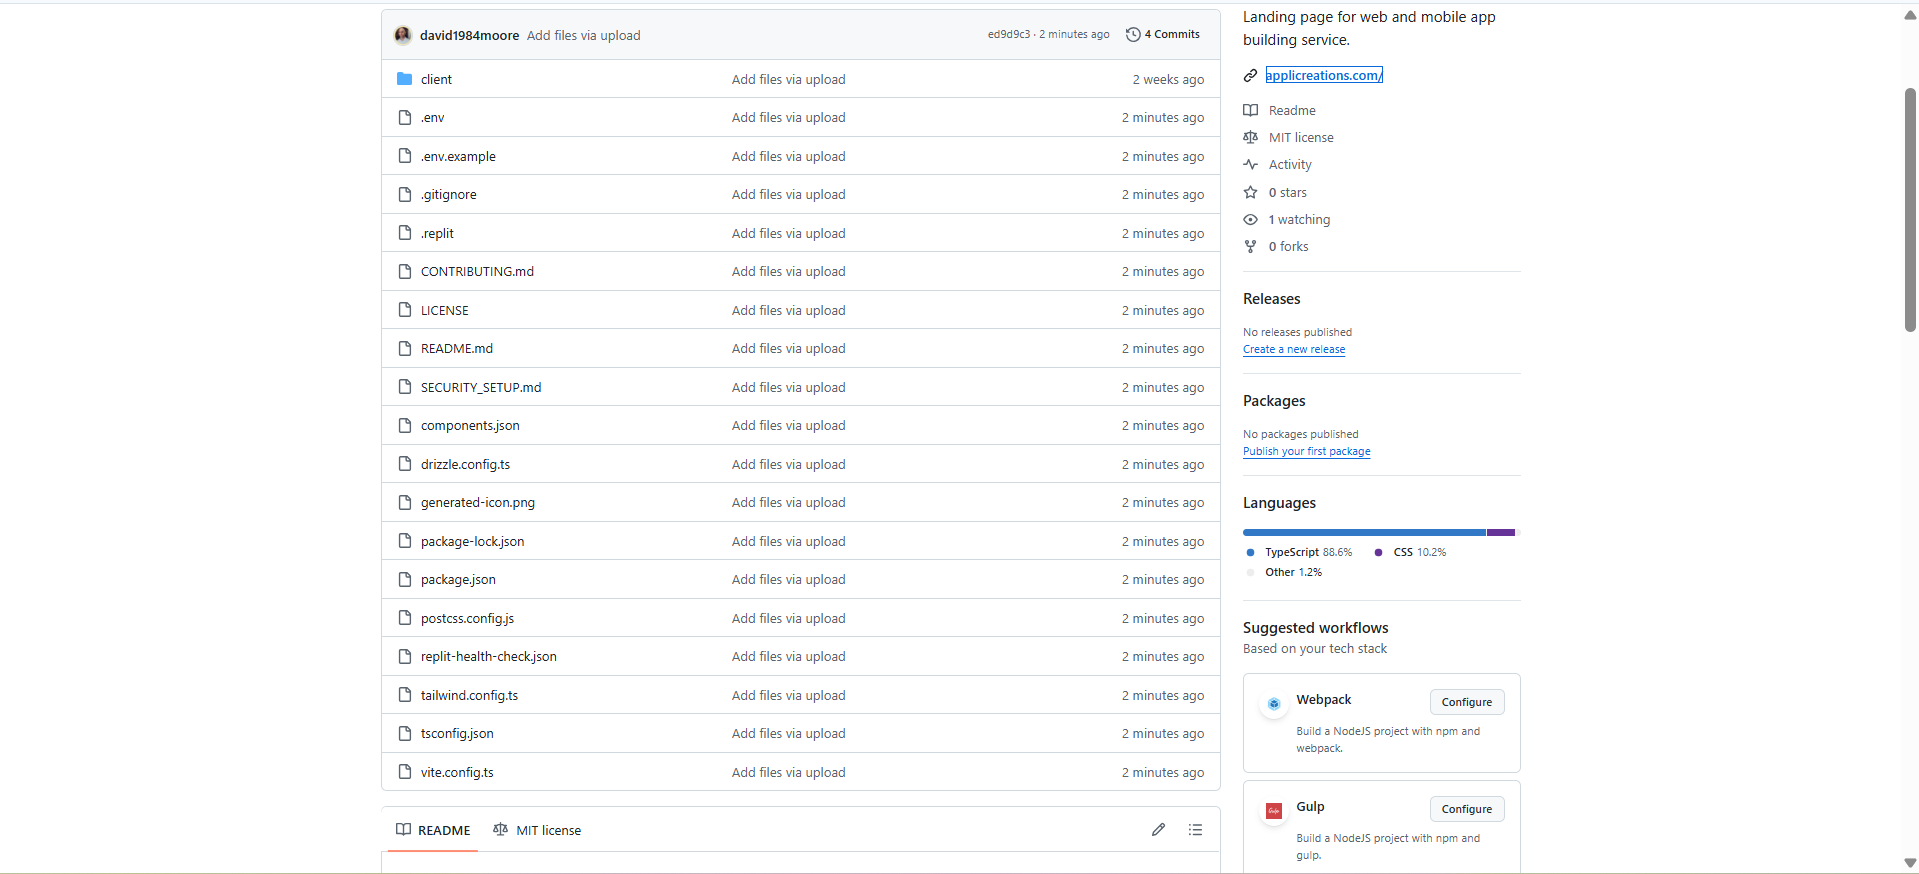 david1984moore Add files via upload ed9d9c3 · 2 minutes ago 4 Commits
client Add files via upload 2 weeks ago
.env Add files via upload 2 minutes ago
.env.example Add files via upload 2 minutes ago
.gitignore Add files via upload 2 minutes ago
.replit Add files via upload 2 minutes ago
CONTRIBUTING.md Add files via upload 2 minutes ago
LICENSE Add files via upload 2 minutes ago
README.md Add files via upload 2 minutes ago
SECURITY_SETUP.md Add files via upload 2 minutes ago
components.json Add files via upload 2 minutes ago
drizzle.config.ts Add files via upload 2 minutes ago
generated-icon.png Add files via upload 2 minutes ago
package-lock.json Add files via upload 2 minutes ago
package.json Add files via upload 2 minutes ago
postcss.config.js Add files via upload 2 minutes ago
replit-health-check.json Add files via upload 2 minutes ago
tailwind.config.ts Add files via upload 2 minutes ago
tsconfig.json Add files via upload 2 minutes ago
vite.config.ts Add files via upload 2 minutes ago
README MIT license
Landing page for web and mobile app
building service.
applicreations.com/
Readme
MIT license
Activity
0 stars
1 watching
0 forks
Releases
No releases published
Create a new release
Packages
No packages published
Publish your first package
Languages
TypeScript 88.6% CSS 10.2%
Other 1.2%
Suggested workflows
Based on your tech stack
Webpack Configure
Build a NodeJS project with npm and
webpack.
Gulp Configure
Build a NodeJS project with npm and
gulp.